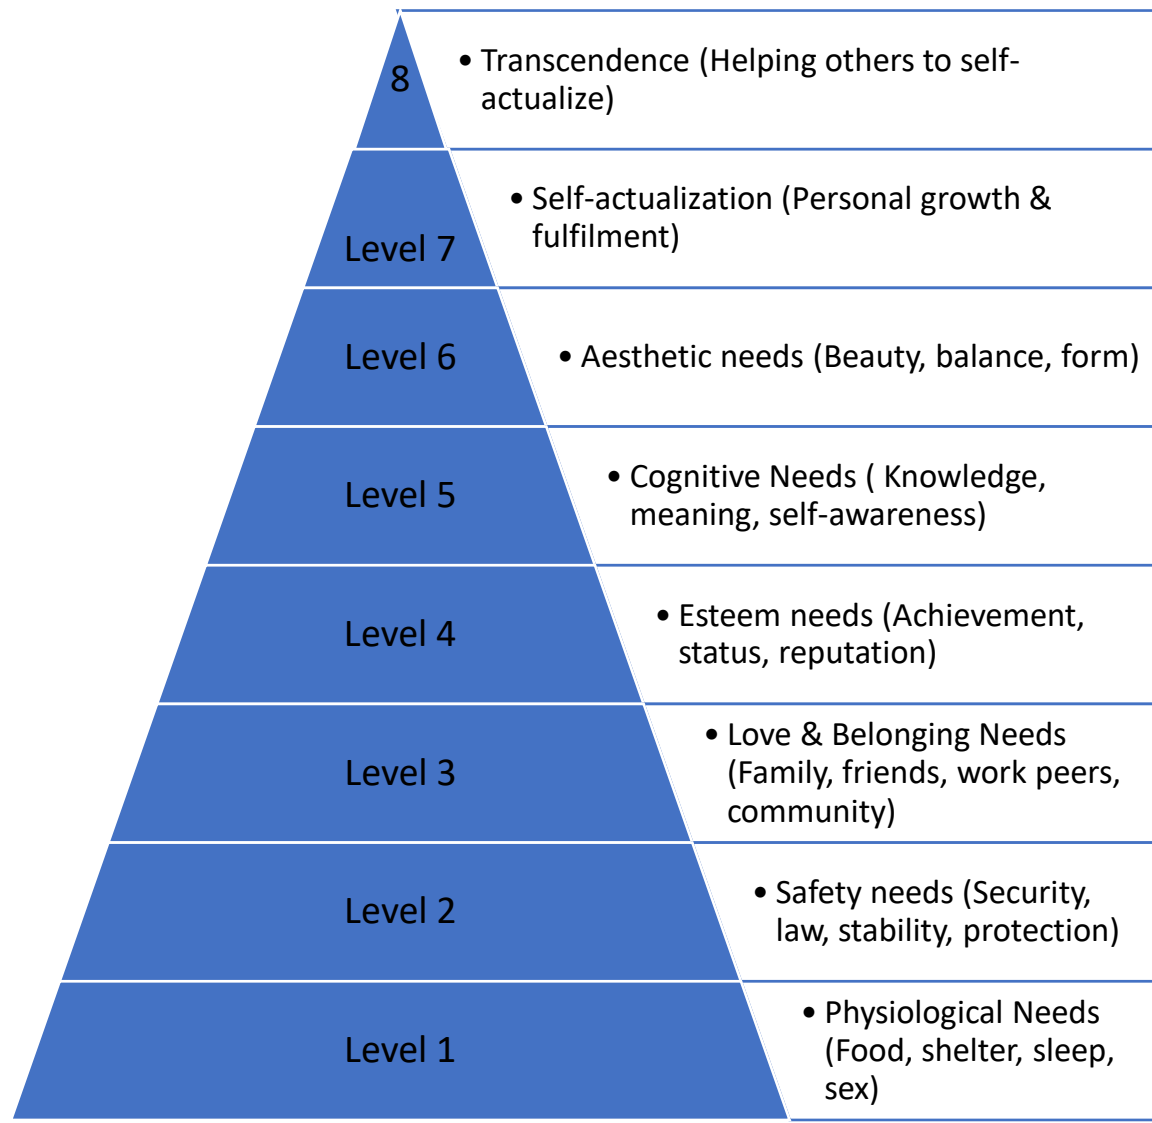 8
• Transcendence (Helping others to self-
actualize)
Level 7
• Self-actualization (Personal growth &
fulfilment)
Level 6
• Aesthetic needs (Beauty, balance, form)
Level 5
• Cognitive Needs ( Knowledge,
meaning, self-awareness)
Level 4
• Esteem needs (Achievement,
status, reputation)
Level 3
• Love & Belonging Needs
(Family, friends, work peers,
community)
Level 2
• Safety needs (Security,
law, stability, protection)
Level 1
• Physiological Needs
(Food, shelter, sleep,
sex)